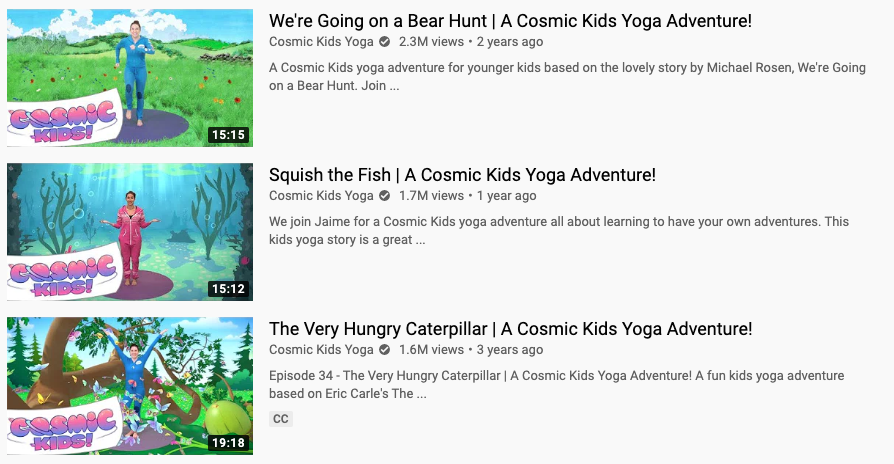 We're Going on a Bear Hunt | A Cosmic Kids Yoga Adventure!
Cosmic Kids Yoga 2.3M views • 2 years ago
A Cosmic Kids yoga adventure for younger kids based on the lovely story by Michael Rosen, We're Going
on a Bear Hunt. Join ...
COSMIC
KIDS!
15:15
Squish the Fish | A Cosmic Kids Yoga Adventure!
Cosmic Kids Yoga 1.7M views • 1 year ago
We join Jaime for a Cosmic Kids yoga adventure all about learning to have your own adventures. This
kids yoga story is a great ...
COSMIC
KIDS!
15:12
The Very Hungry Caterpillar | A Cosmic Kids Yoga Adventure!
Cosmic Kids Yoga 1.6M views • 3 years ago
Episode 34 - The Very Hungry Caterpillar | A Cosmic Kids Yoga Adventure! A fun kids yoga adventure
based on Eric Carle's The ...
CC
COSMIC
KIDS!
19:18